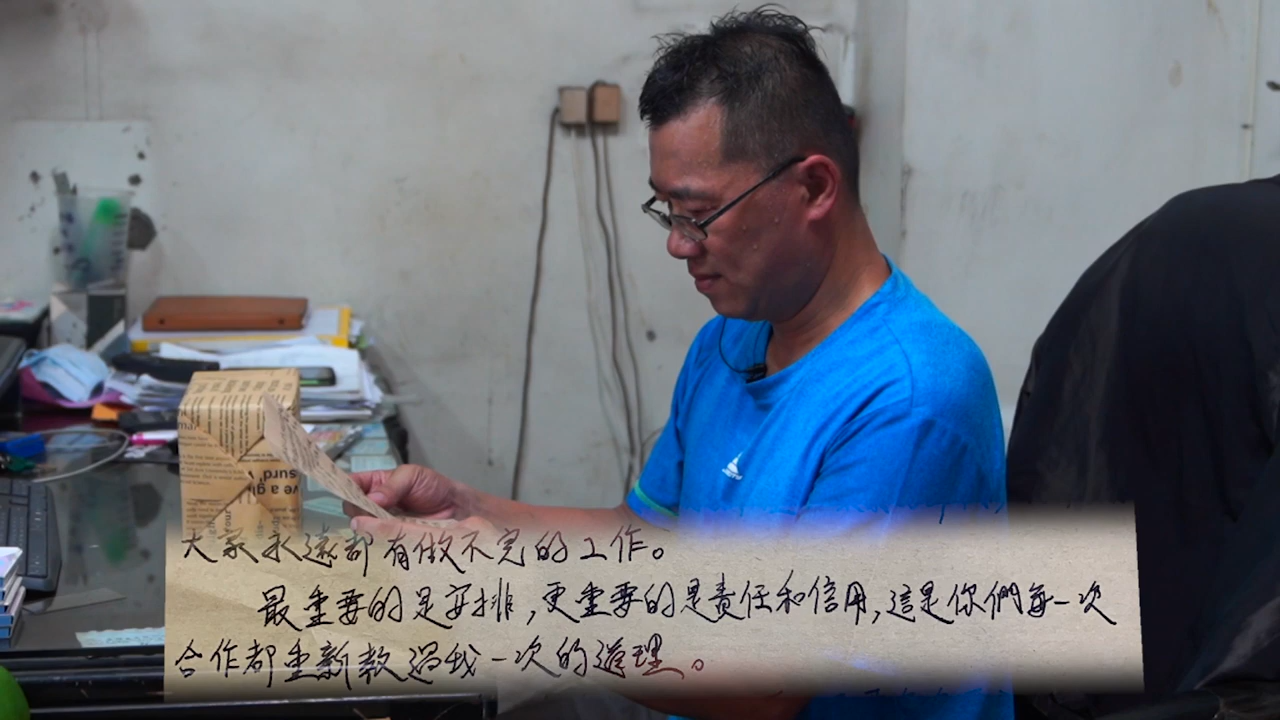 大家永遠都有做不完的工作。
最重要的是安排,更重要的是責任和信用,這是你們每一次
合作都重新教過我一次的道理。